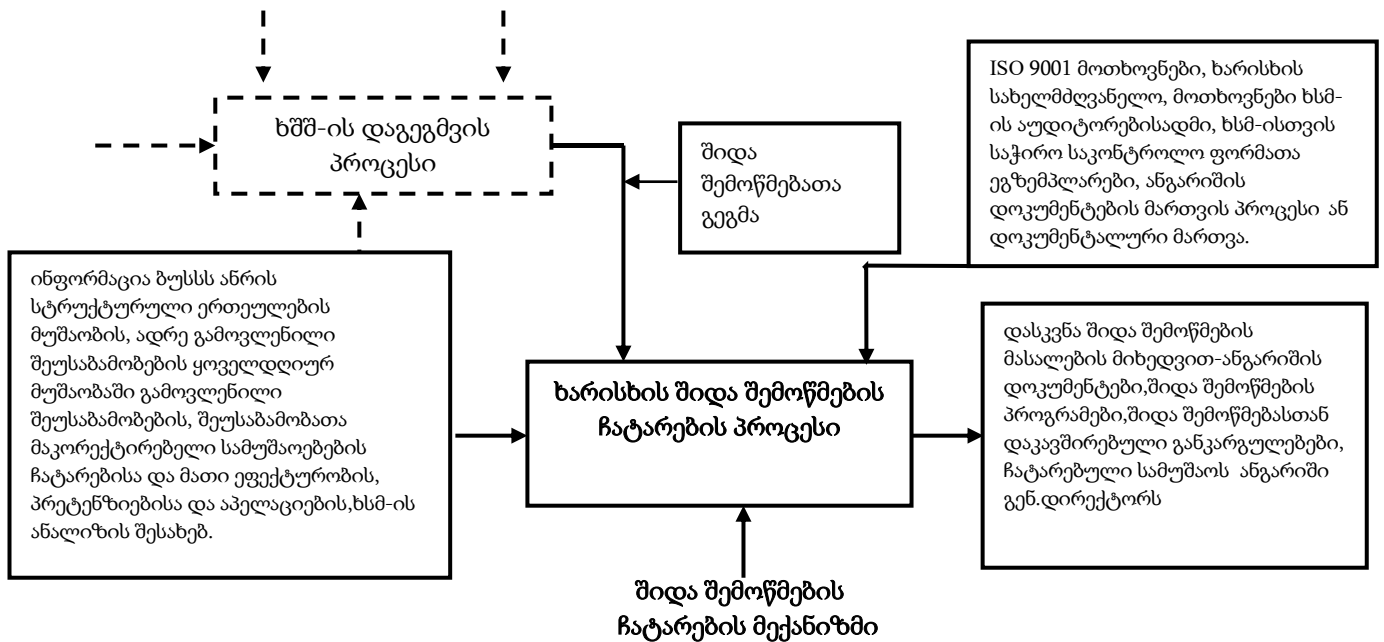 ხშშ-ის დაგეგმვის
პროცესი
შიდა
შემოწმებათა
გეგმა
ISO 9001 მოთხოვნები, ხარისხის
სახელმძღვანელო, მოთხოვნები ხსმ-
ის აუდიტორებისადმი, ხსმ-ისთვის
საჭირო საკონტროლო ფორმათა
ეგზემპლარები, ანგარიშის
დოკუმენტების მართვის პროცესი ან
დოკუმენტალური მართვა.
ინფორმაცია ბუსსს ანრის
სტრუქტურული ერთეულების
მუშაობის, ადრე გამოვლენილი
შეუსაბამობების ყოველდღიურ
მუშაობაში გამოვლენილი
შეუსაბამობების, შეუსაბამობათა
მაკორექტირებელი სამუშაოებების
ჩატარებისა და მათი ეფექტურობის,
პრეტენზიებისა და აპელაციების,ხსმ-ის
ანალიზის შესახებ.
ხარისხის შიდა შემოწმების
ჩატარების პროცესი
დასკვნა შიდა შემოწმების
მასალების მიხედვით-ანგარიშის
დოკუმენტები,შიდა შემოწმების
პროგრამები,შიდა შემოწმებასთან
დაკავშირებული განკარგულებები,
ჩატარებული სამუშაოს ანგარიში
გენ.დირექტორს
შიდა შემოწმების
ჩატარების მექანიზმი